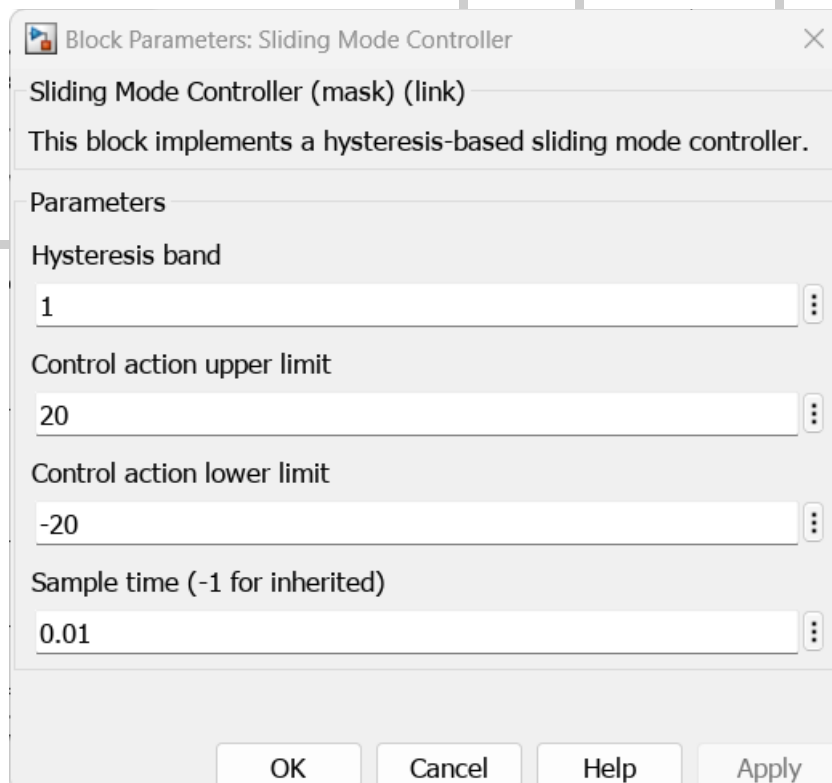 Block Parameters: Sliding Mode Controller
Sliding Mode Controller (mask) (link)
This block implements a hysteresis-based sliding mode controller.
Parameters
Hysteresis band
1
Control action upper limit
20
Control action lower limit
-20
Sample time (-1 for inherited)
0.01
OK Cancel Help Apply